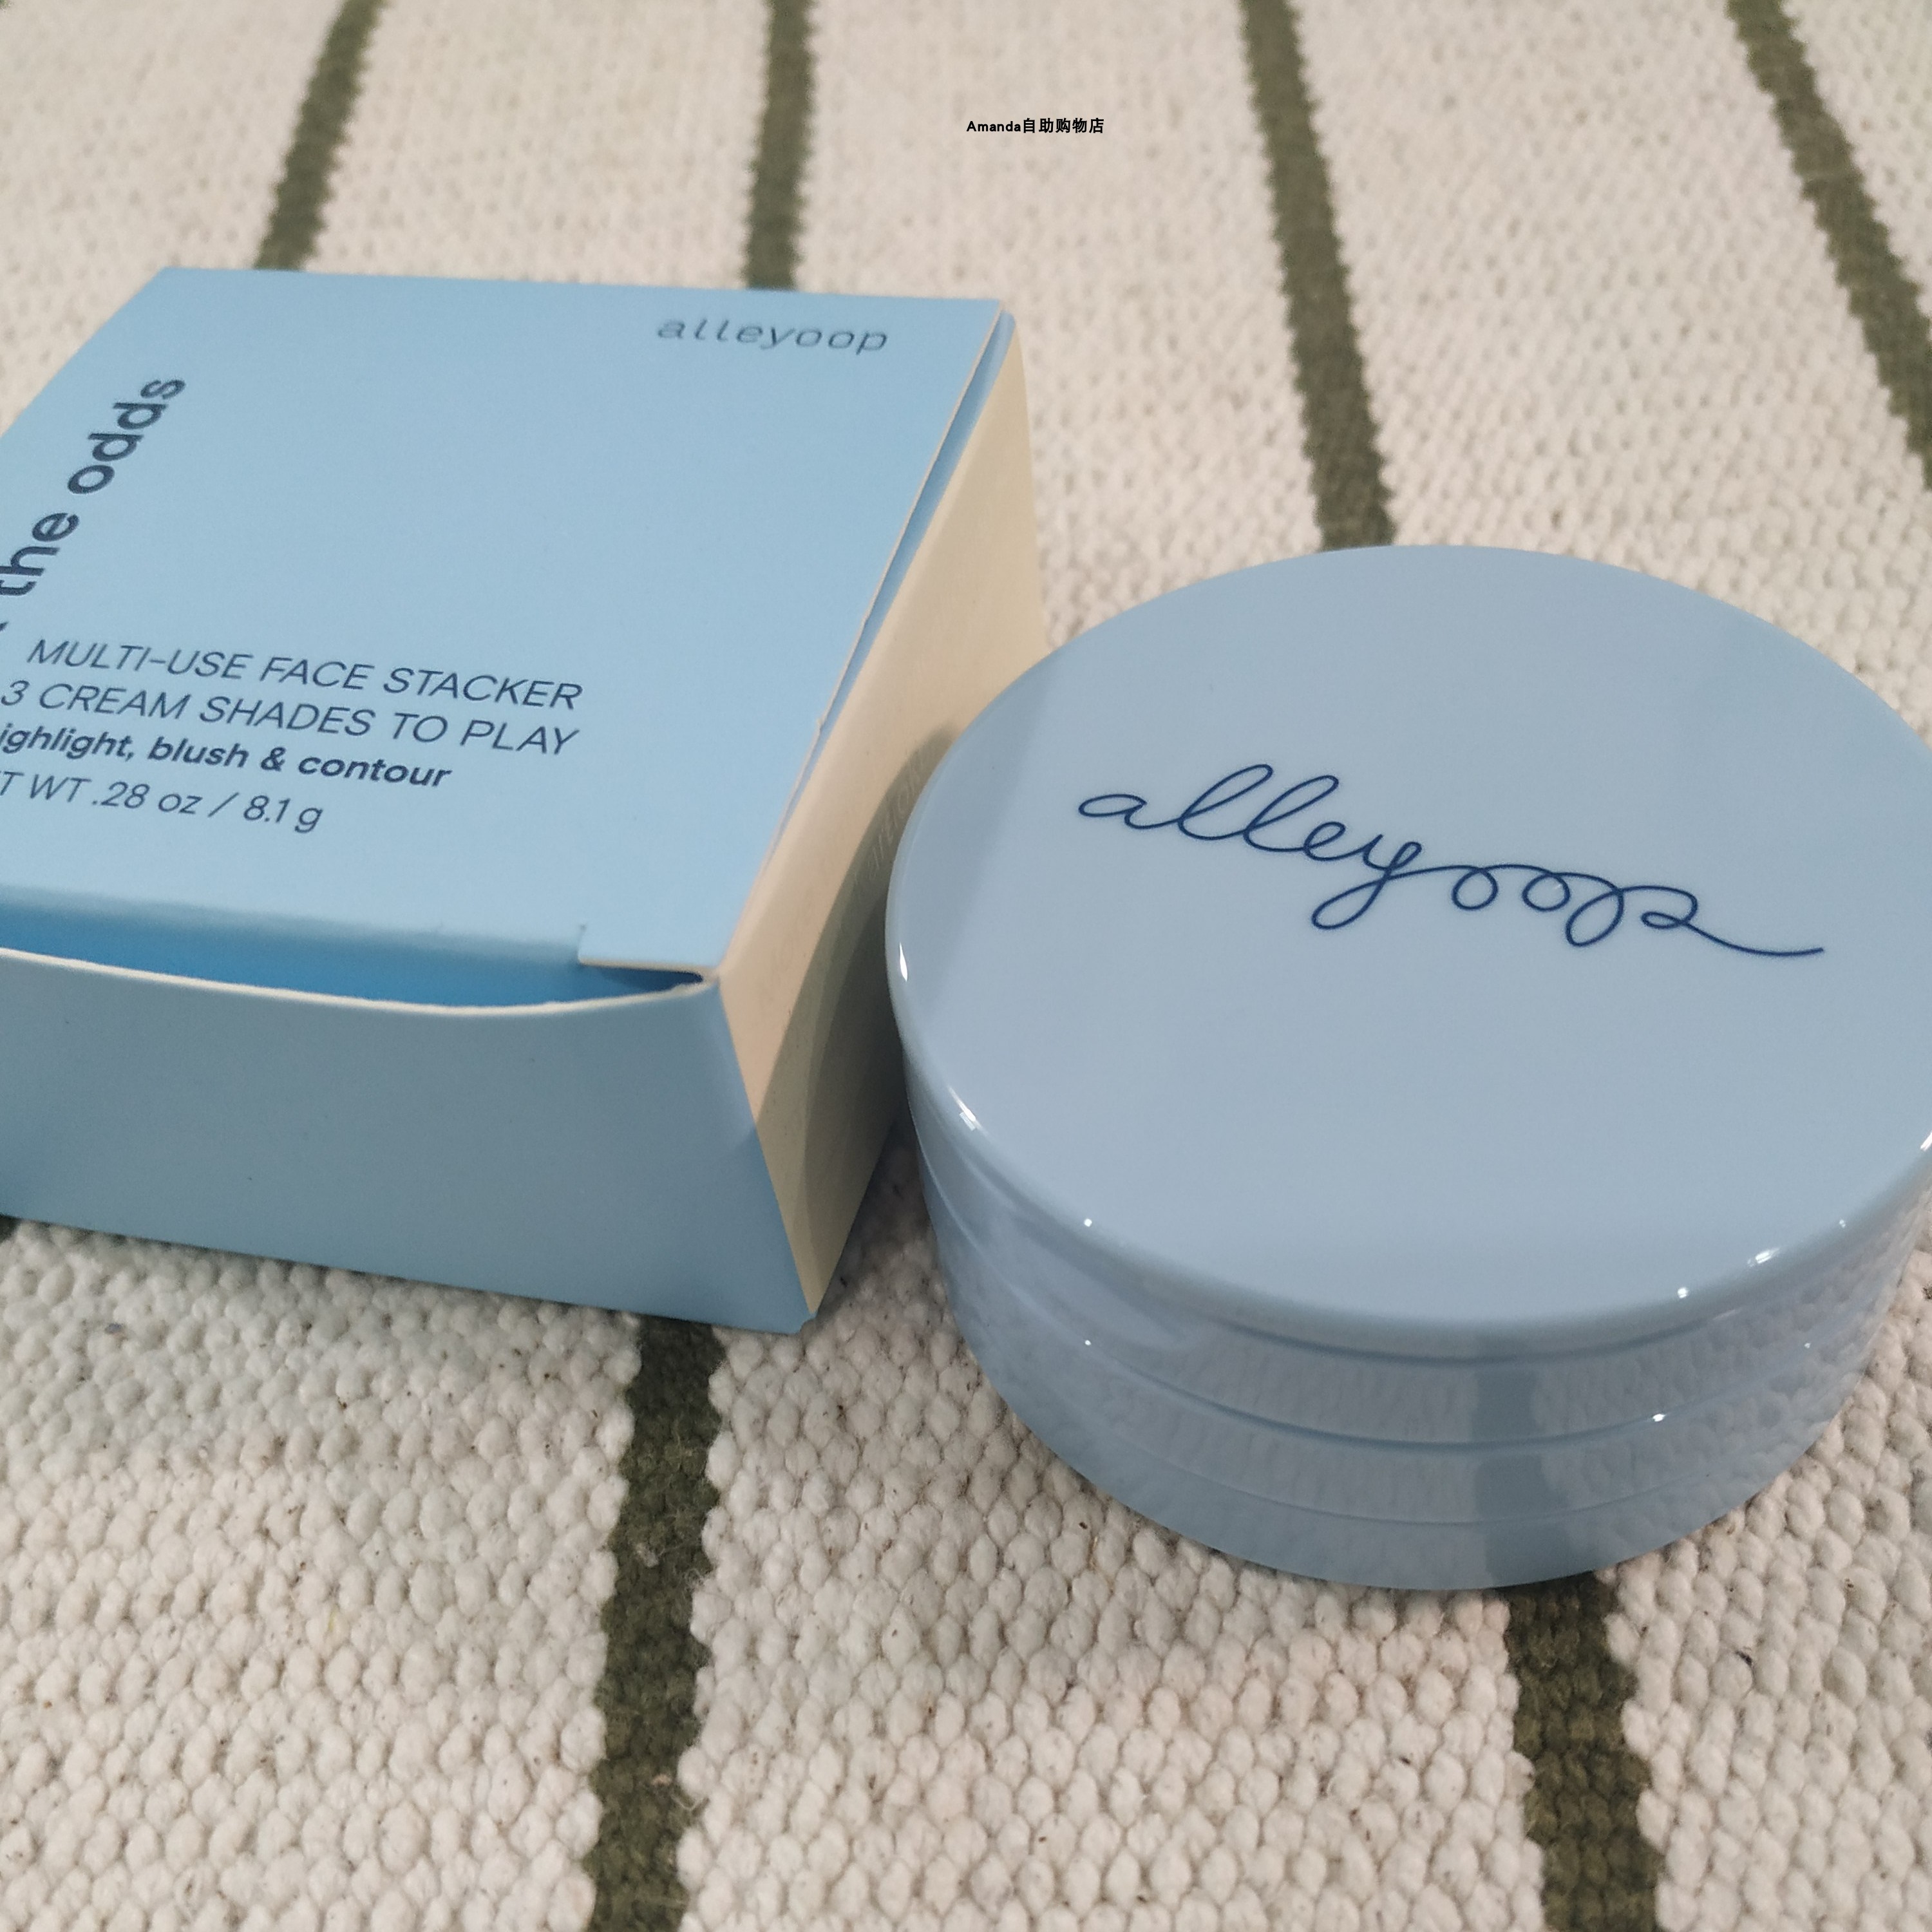 Amanda自助购物店
alleyoop
the odds
MULTI-USE FACE STACKER
3 CREAM SHADES TO PLAY
ighlight, blush & contour
T WT .28 oz / 8.1 g
alleyoop